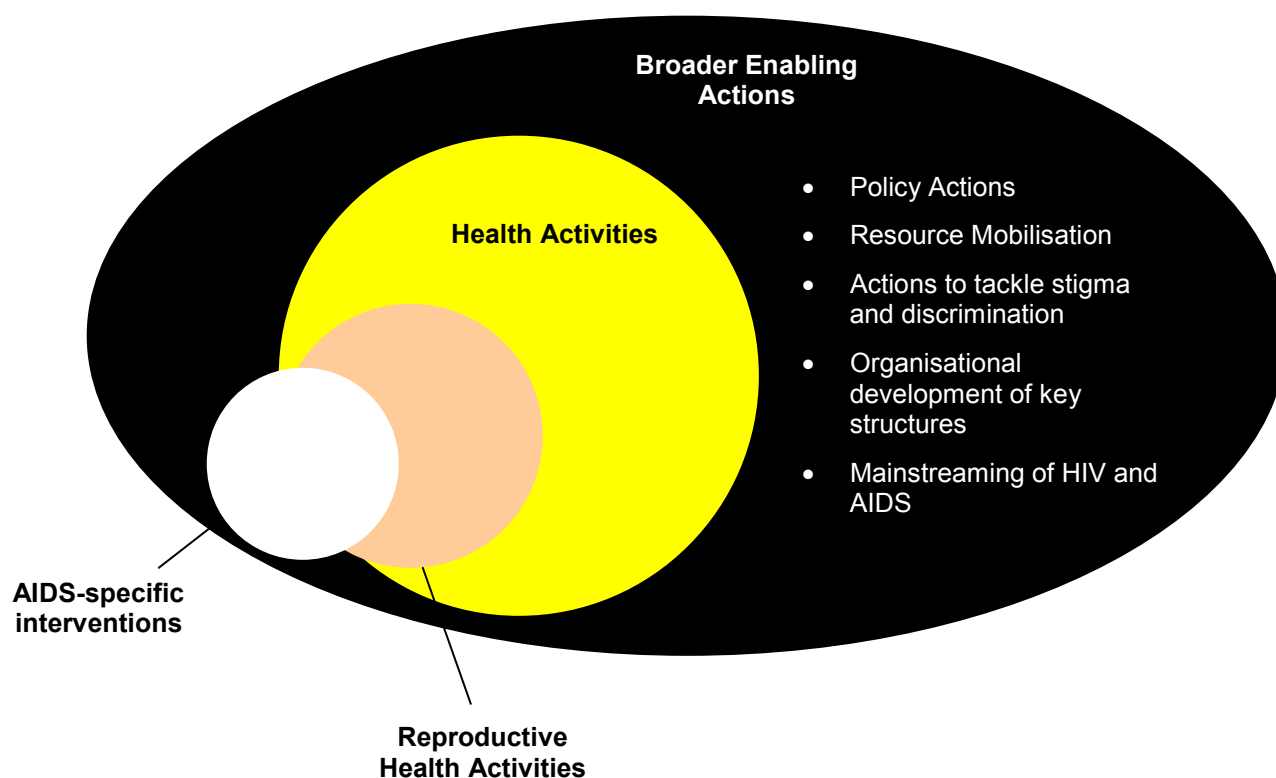 Broader Enabling
Actions
Health Activities
• Policy Actions
• Resource Mobilisation
• Actions to tackle stigma
and discrimination
• Organisational
development of key
structures
• Mainstreaming of HIV and
AIDS
AIDS-specific
interventions
Reproductive
Health Activities